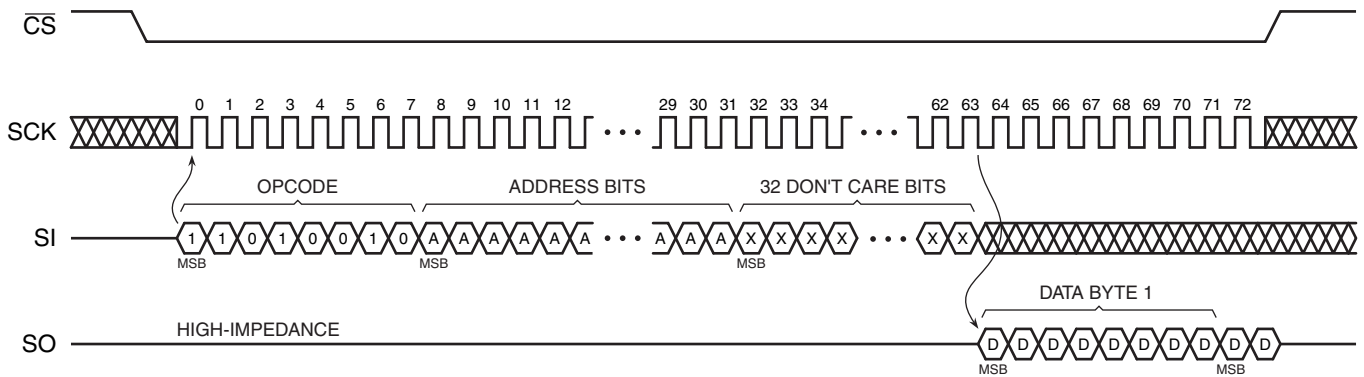 CS
0 1 2 3 4 5 6 7 8 9 10 11 12 29 30 31 32 33 34 62 63 64 65 66 67 68 69 70 71 72
SCK
OPCODE ADDRESS BITS 32 DON'T CARE BITS
SI 1 1 0 1 0 0 1 0 A A A A A A A A A X X X X X X
MSB MSB MSB
DATA BYTE 1
HIGH-IMPEDANCE
SO D D D D D D D D D D
MSB MSB